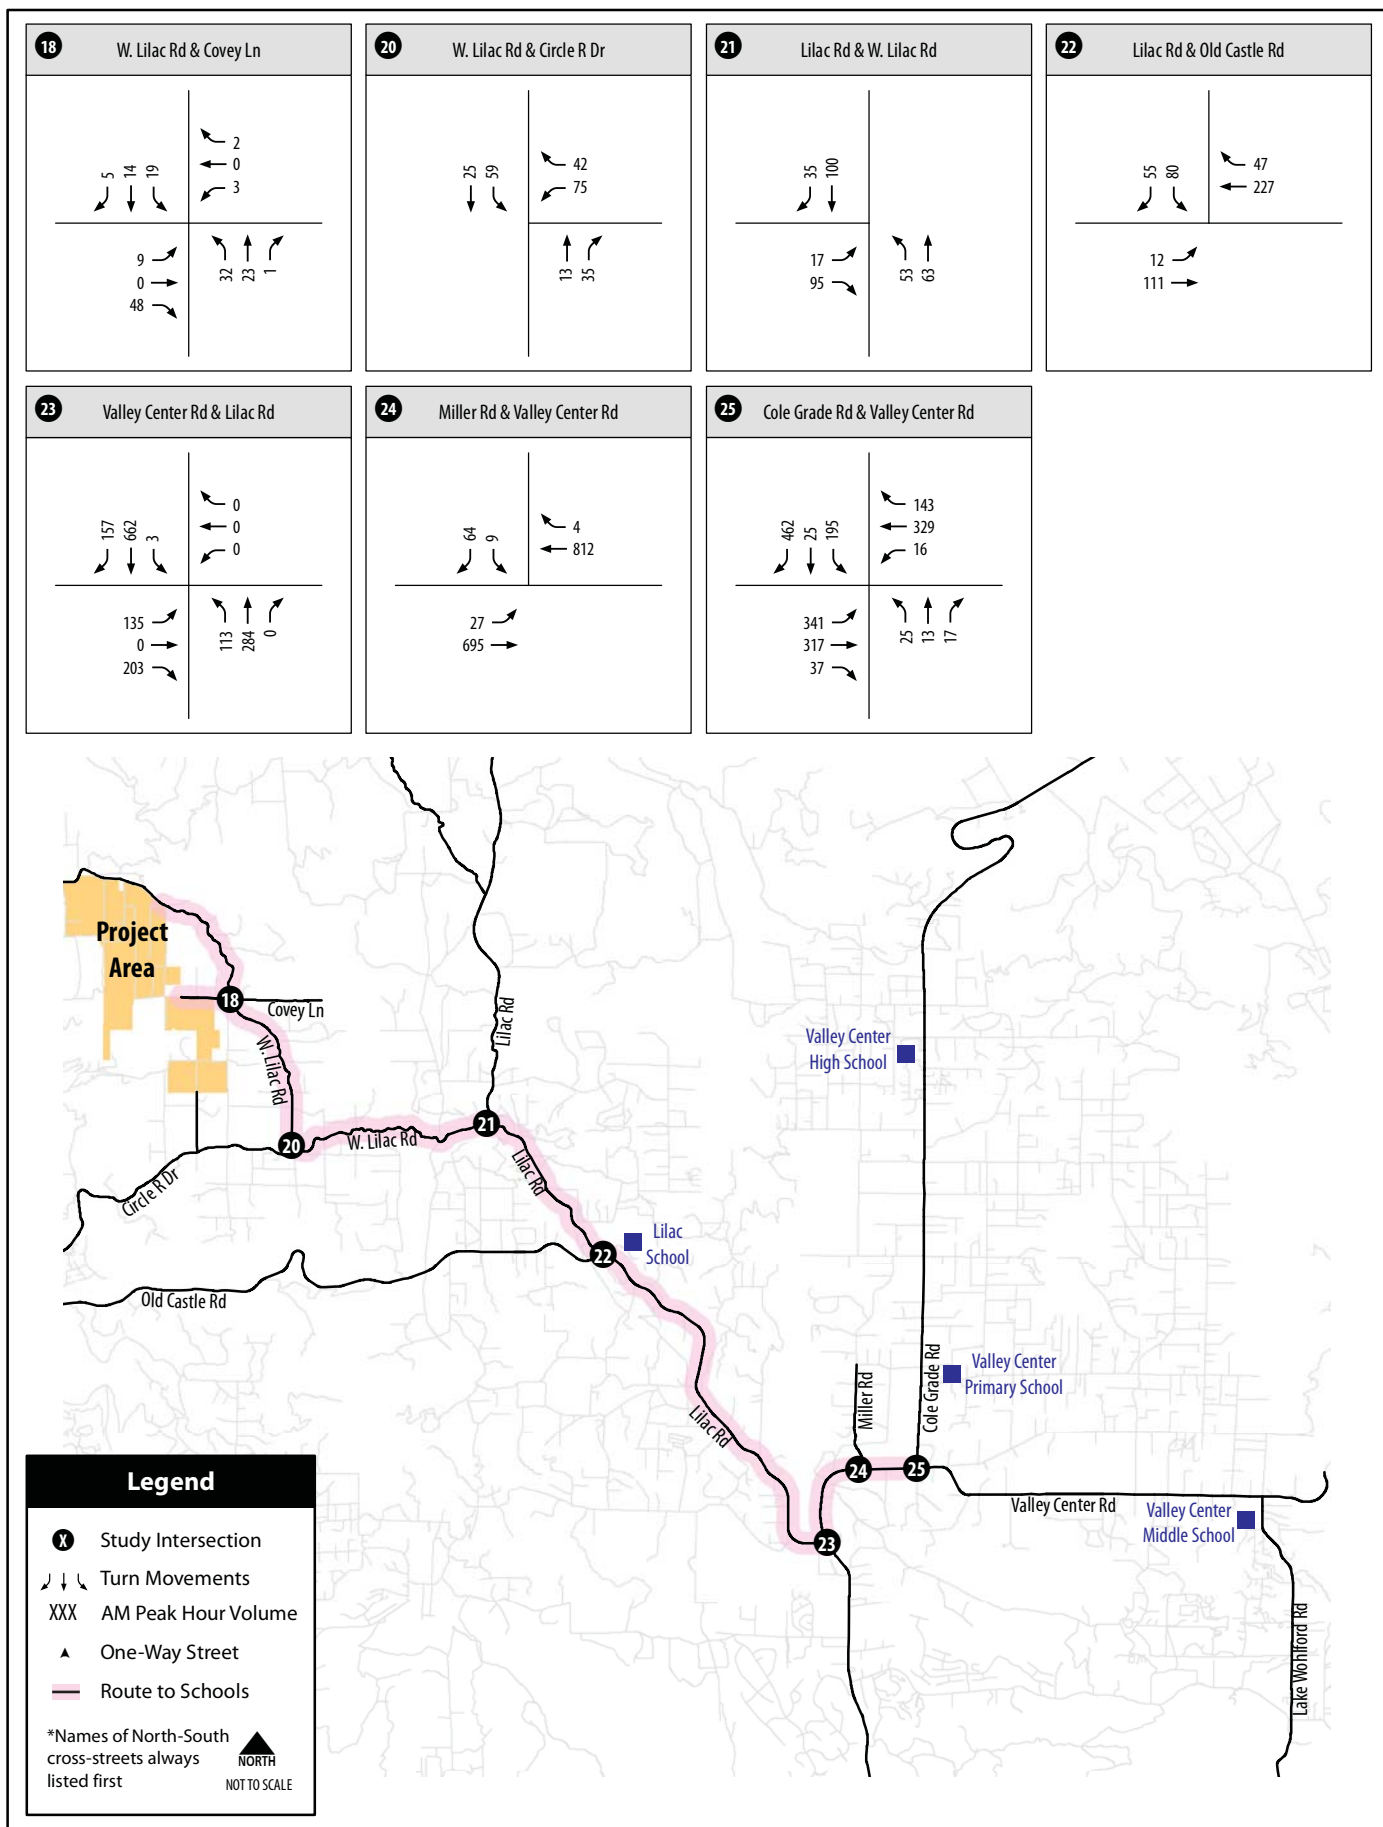 18 W. Lilac Rd & Covey Ln
5 14 19
2
0
3
9
0
48
32 23 1
20 W. Lilac Rd & Circle R Dr
25 59
42
75
13 35
21 Lilac Rd & W. Lilac Rd
35 100
17
95
53 63
22 Lilac Rd & Old Castle Rd
55 80
47
227
12
111
23 Valley Center Rd & Lilac Rd
157 662 3
0
0
0
135
0
203
113 284 0
24 Miller Rd & Valley Center Rd
64 9
4
812
27
695
25 Cole Grade Rd & Valley Center Rd
462 25 195
143
329
16
341
317
37
25 13 17
Project
Area
18
Covey Ln
W. Lilac Rd
Lilac Rd
Valley Center
High School
20
W. Lilac Rd
21
Circle R Dr
Lilac Rd
22
Lilac
School
Old Castle Rd
Lilac Rd
Miller Rd
Cole Grade Rd
Valley Center
Primary School
24
25
23
Valley Center Rd
Valley Center
Middle School
Lake Wohlford Rd
Legend
X Study Intersection
Turn Movements
XXX AM Peak Hour Volume
One-Way Street
Route to Schools
*Names of North-South
cross-streets always
listed first
NORTH
NOT TO SCALE